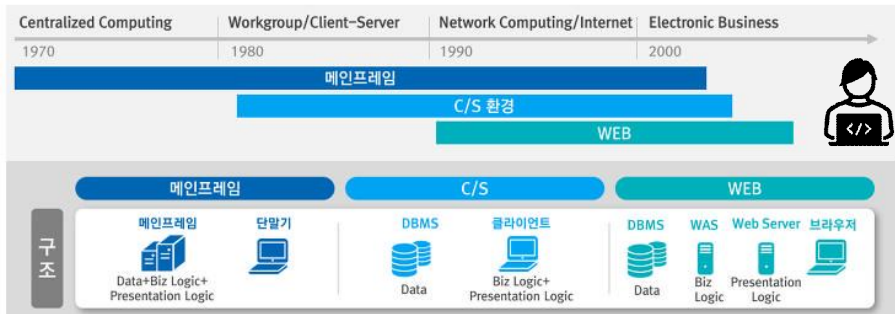 Centralized Computing
Workgroup/Client-Server
Network Computing/Internet
Electronic Business
1970
1980
1990
2000
메인프레임
C/S 환경
WEB
</>
메인프레임
C/S
WEB
구조
메인프레임
단말기
Data+Biz Logic+
Presentation Logic
DBMS
클라이언트
Data
Biz Logic+
Presentation Logic
DBMS
WAS
Web Server
브라우저
Data
Biz
Logic
Presentation
Logic